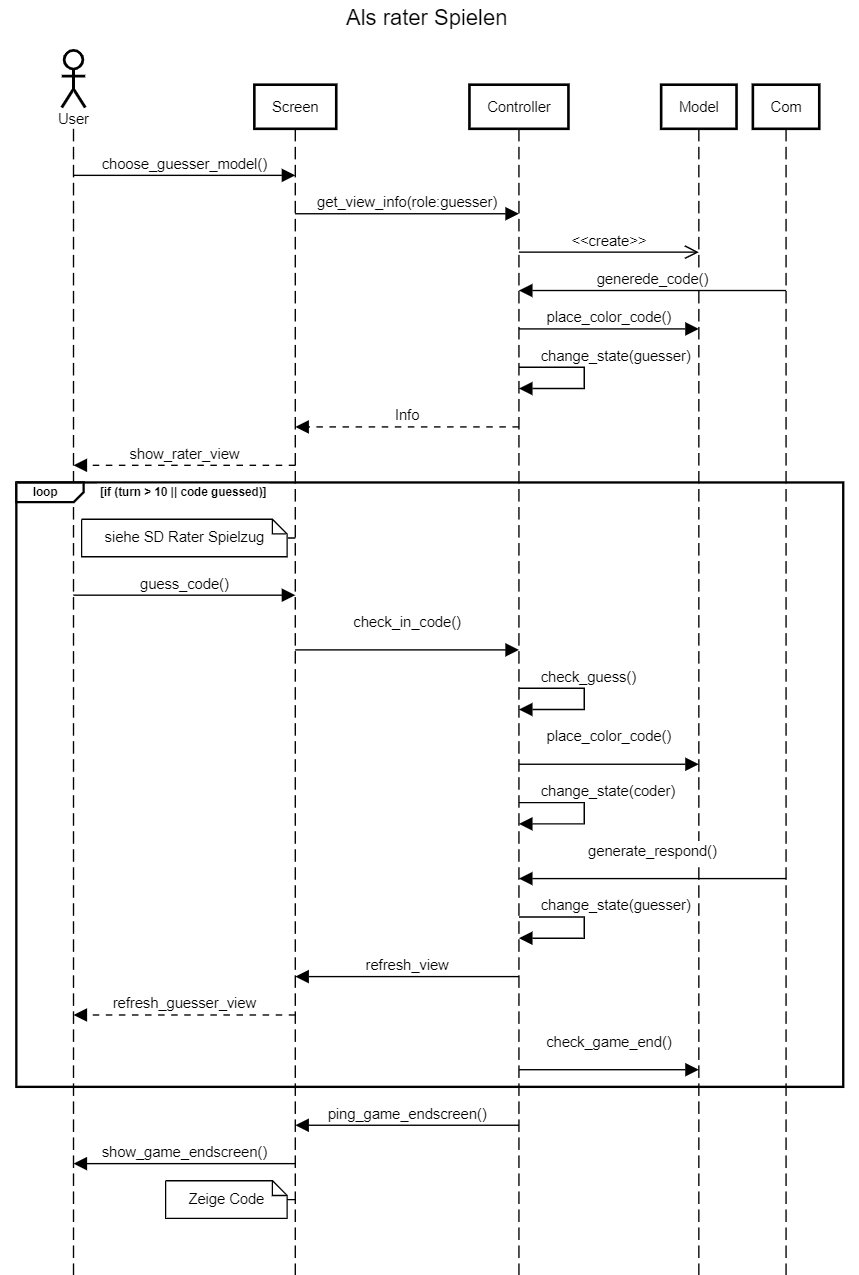 Als rater Spielen
User
Screen
Controller
Model
Com
choose_guesser_model()
get_view_info(role:guesser)
<<create>>
generede_code()
place_color_code()
change_state(guesser)
Info
show_rater_view
loop
[if (turn > 10 || code guessed)]
siehe SD Rater Spielzug
guess_code()
check_in_code()
check_guess()
place_color_code()
change_state(coder)
generate_respond()
change_state(guesser)
refresh_view
refresh_guesser_view
check_game_end()
ping_game_endscreen()
show_game_endscreen()
Zeige Code